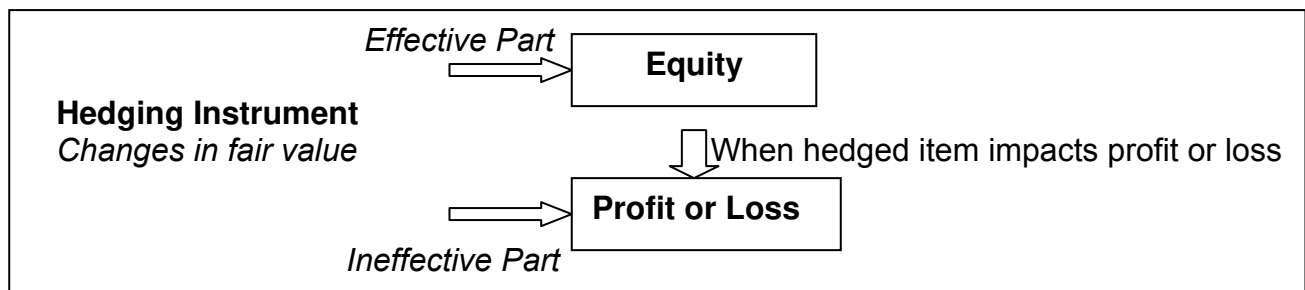 Effective Part
Equity
Hedging Instrument
Changes in fair value
When hedged item impacts profit or loss
Profit or Loss
Ineffective Part